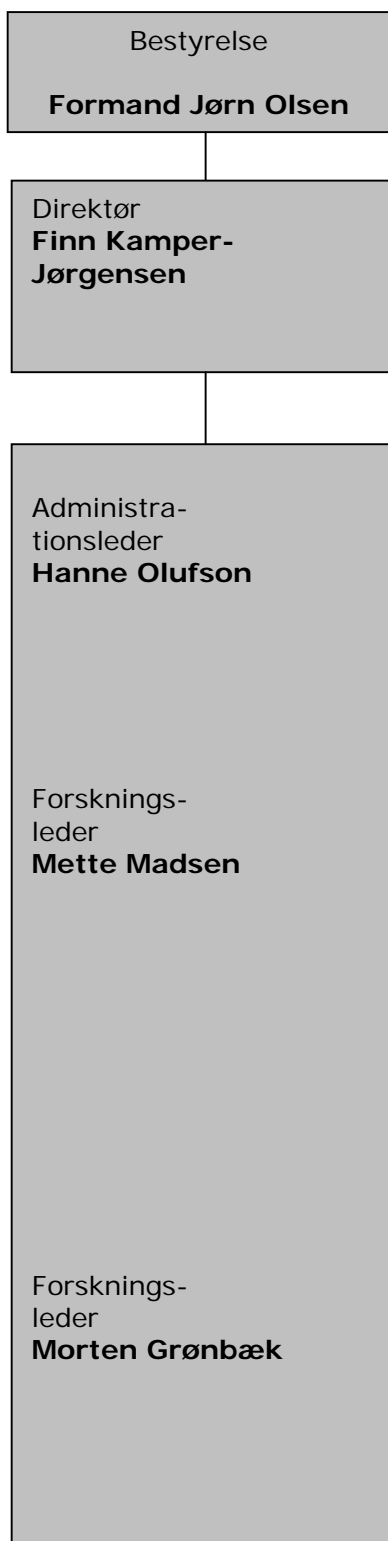 Bestyrelse
Formand Jørn Olsen
Direktør
Finn Kamper-
Jørgensen
Administra-
tionsleder
Hanne Olufson
Forsknings-
leder
Mette Madsen
Forsknings-
leder
Morten Grønbæk